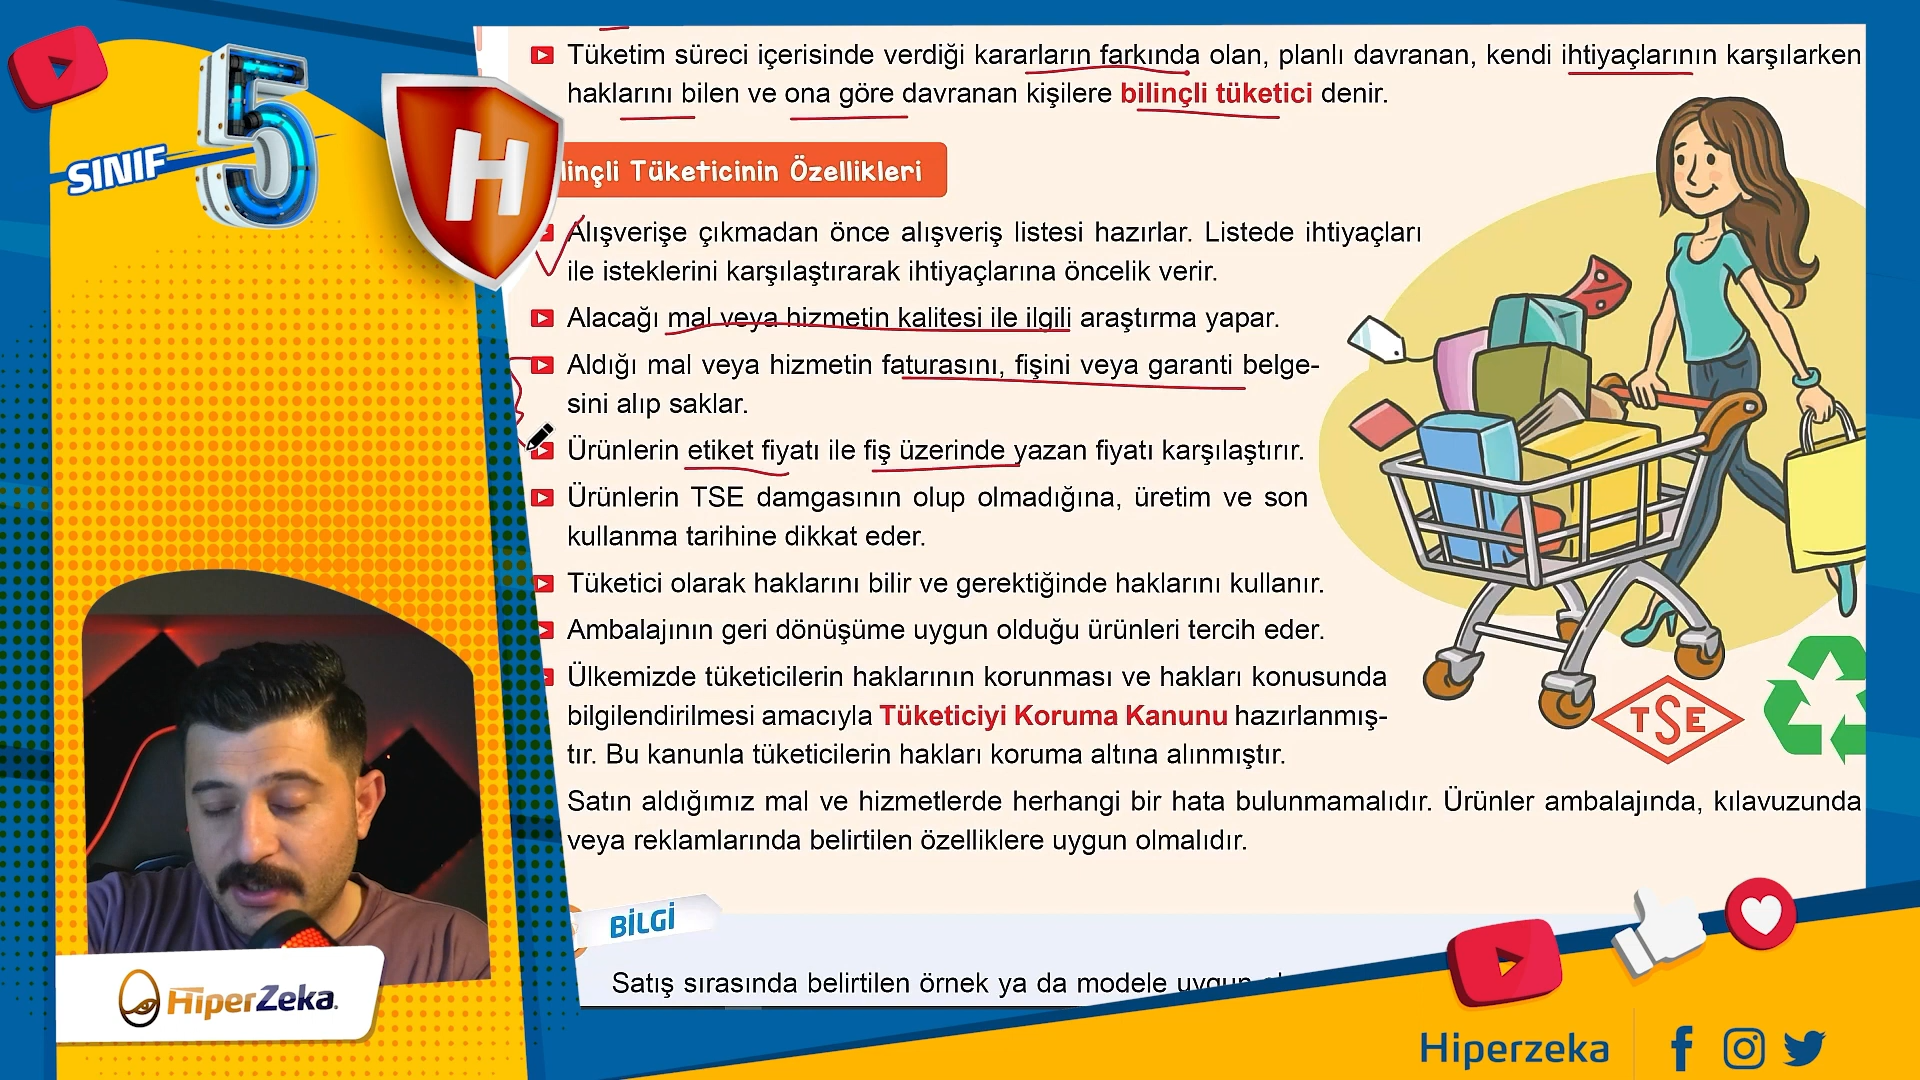 Tüketim süreci içerisinde verdiği kararların farkında olan, planlı davranan, kendi ihtiyaçlarının karşılarken
haklarını bilen ve ona göre davranan kişilere bilinçli tüketici denir.
SINIF 5
H
linçli Tüketicinin Özellikleri
Alışverişe çıkmadan önce alışveriş listesi hazırlar. Listede ihtiyaçları
ile isteklerini karşılaştırarak ihtiyaçlarına öncelik verir.
Alacağı mal veya hizmetin kalitesi ile ilgili araştırma yapar.
Aldığı mal veya hizmetin faturasını, fişini veya garanti belge-
sini alıp saklar.
Ürünlerin etiket fiyatı ile fiş üzerinde yazan fiyatı karşılaştırır.
Ürünlerin TSE damgasının olup olmadığına, üretim ve son
kullanma tarihine dikkat eder.
Tüketici olarak haklarını bilir ve gerektiğinde haklarını kullanır.
Ambalajının geri dönüşüme uygun olduğu ürünleri tercih eder.
Ülkemizde tüketicilerin haklarının korunması ve hakları konusunda
bilgilendirilmesi amacıyla Tüketiciyi Koruma Kanunu hazırlanmış-
tır. Bu kanunla tüketicilerin hakları koruma altına alınmıştır.
TSE
Satın aldığımız mal ve hizmetlerde herhangi bir hata bulunmamalıdır. Ürünler ambalajında, kılavuzunda
veya reklamlarında belirtilen özelliklere uygun olmalıdır.
BİLGİ
Satış sırasında belirtilen örnek ya da modele uygun
HiperZeka.
Hiperzeka